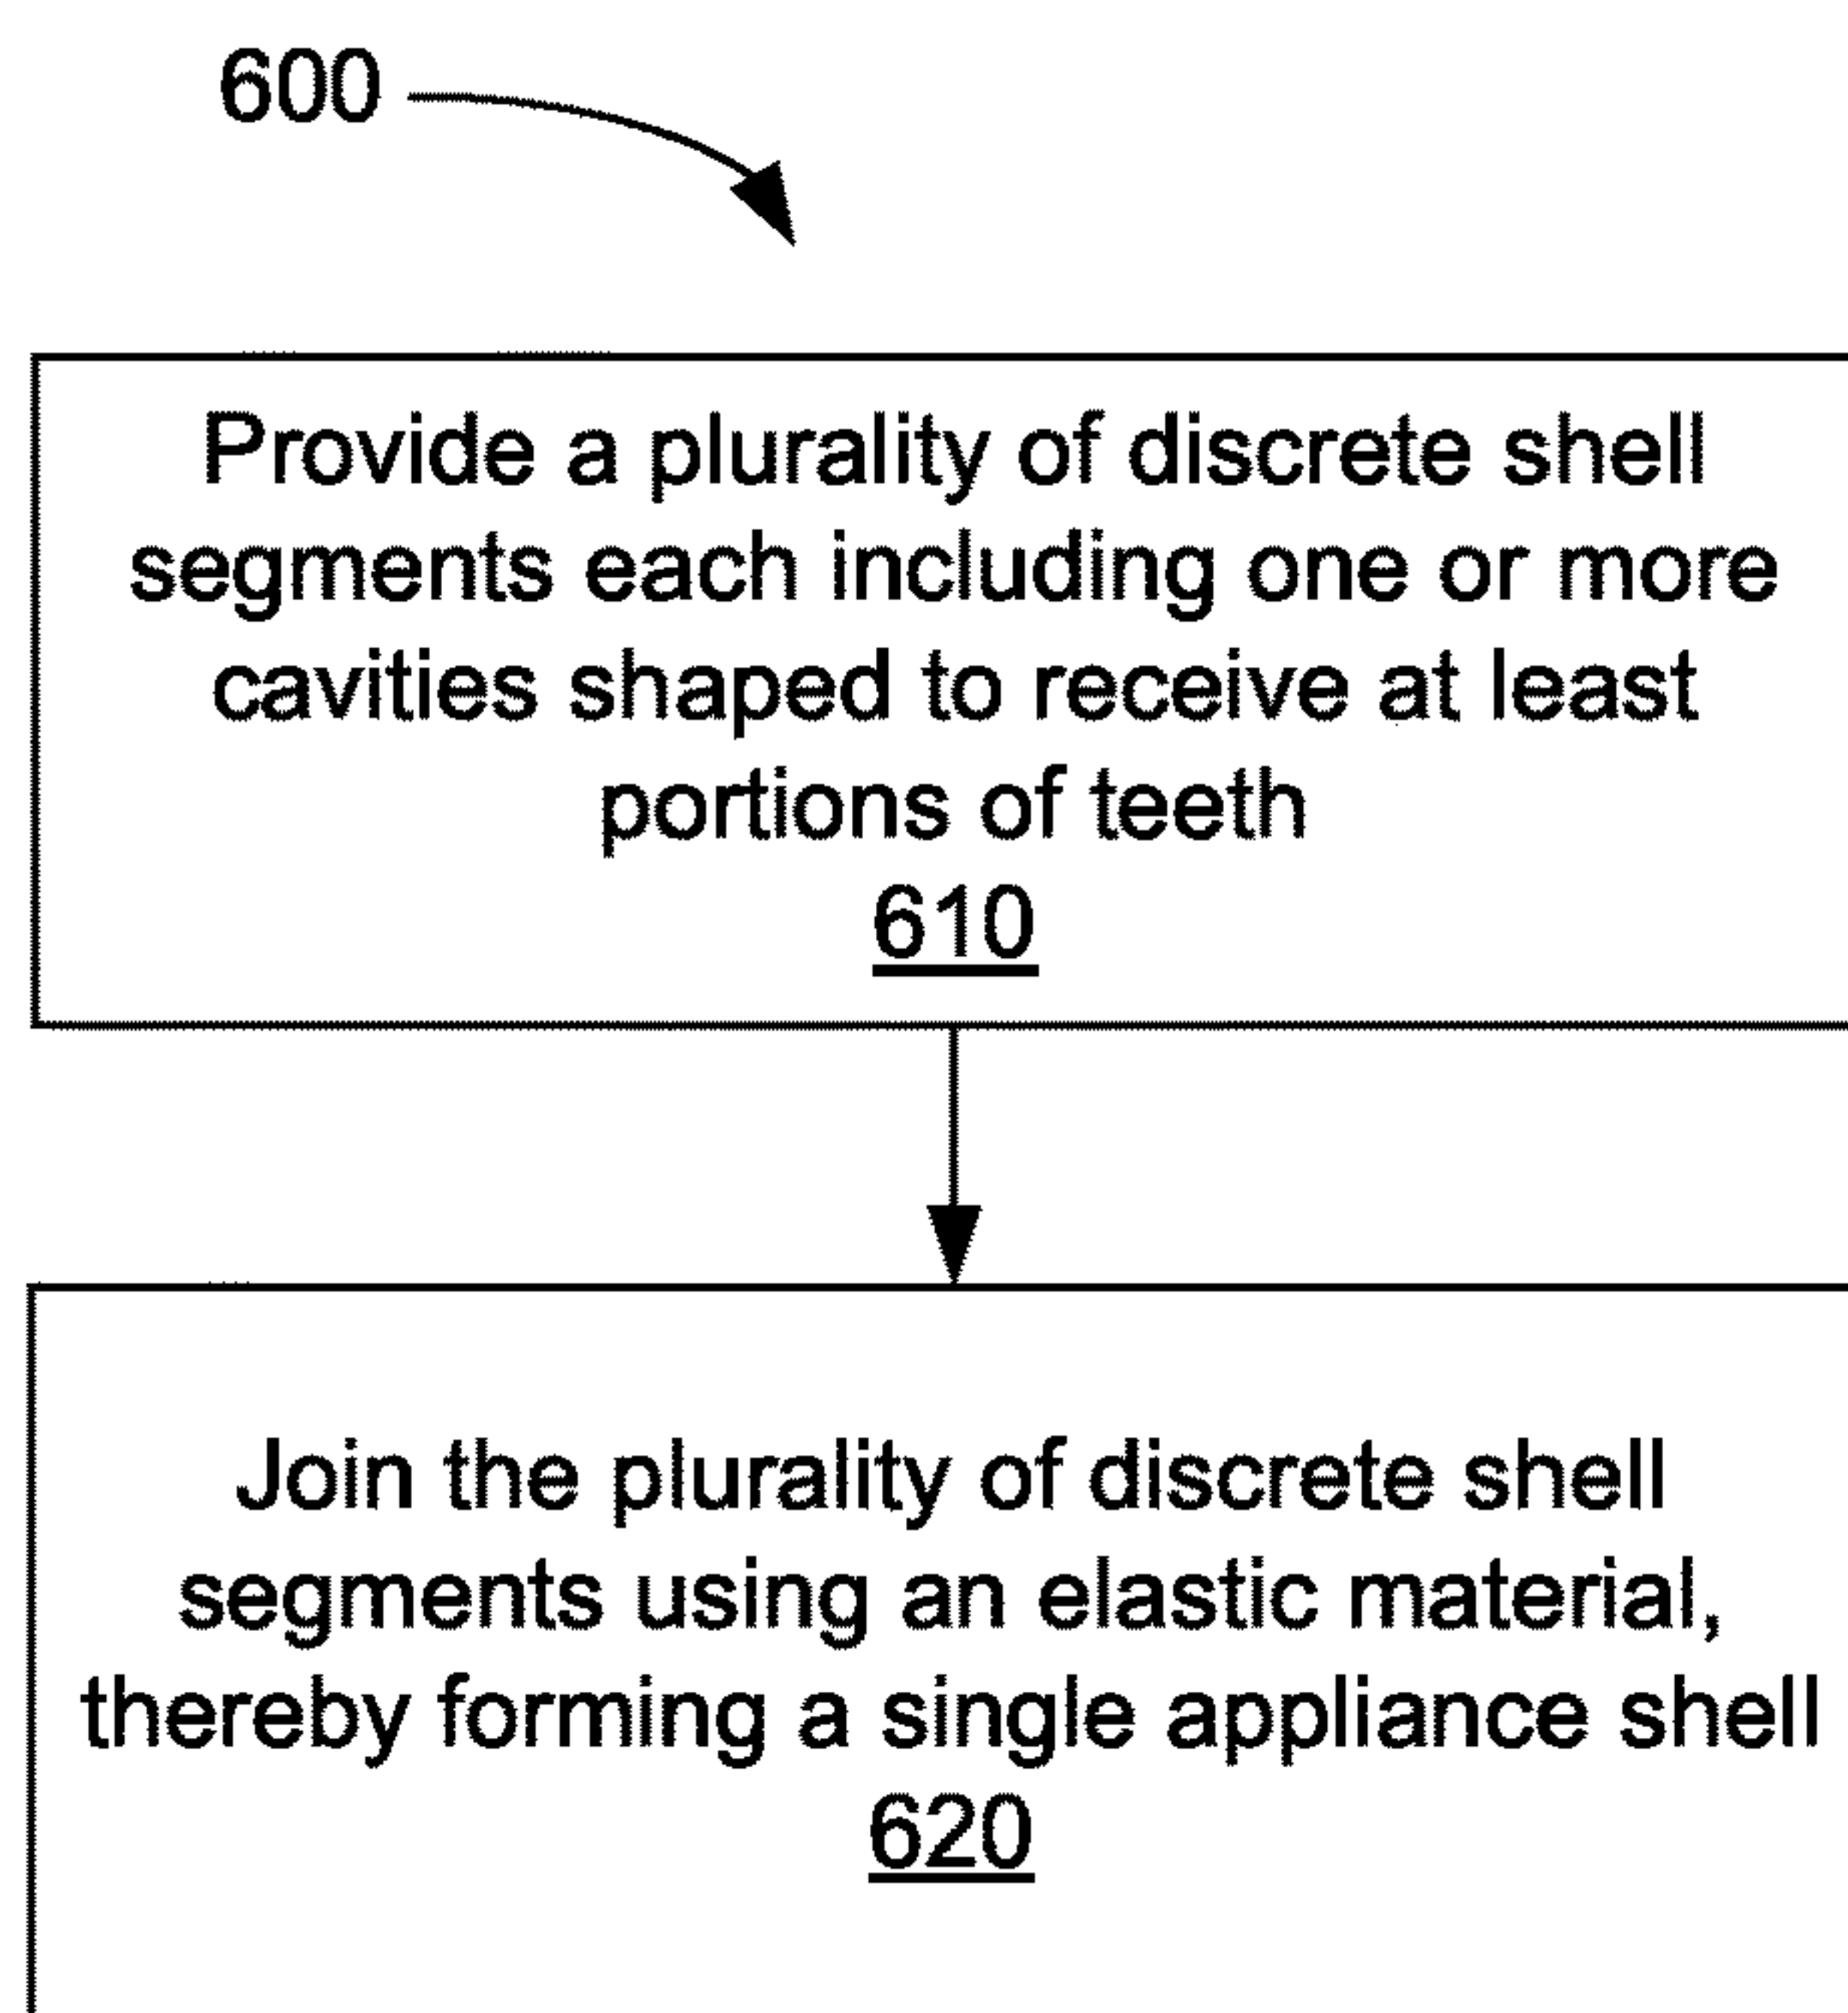 600
Provide a plurality of discrete shell
segments each including one or more
cavities shaped to receive at least
portions of teeth
610
Join the plurality of discrete shell
segments using an elastic material,
thereby forming a single appliance shell
620